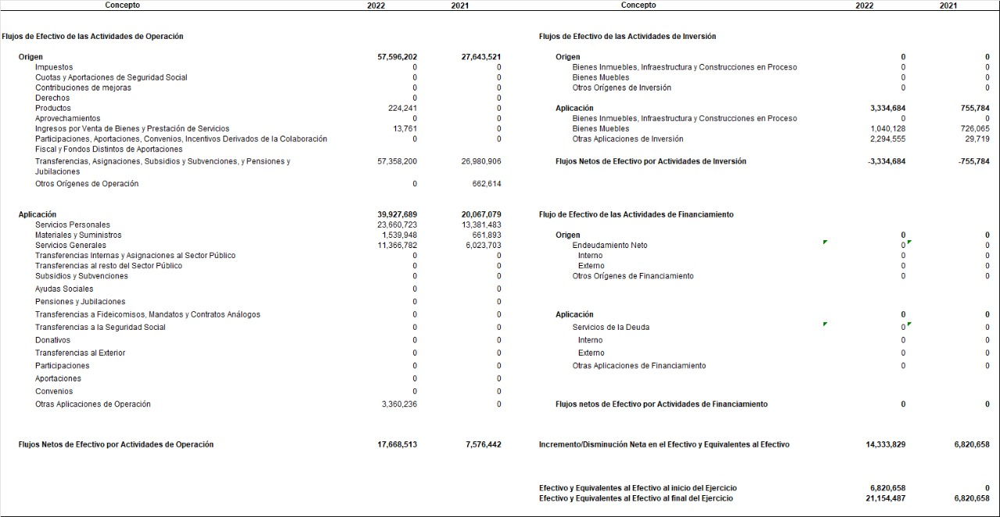 Concepto 2022 2021
Flujos de Efectivo de las Actividades de Operación
Origen 57,596,202 27,643,521
Impuestos 0 0
Cuotas y Aportaciones de Seguridad Social 0 0
Contribuciones de mejoras 0 0
Derechos 0 0
Productos 224,241 0
Aprovechamientos 0 0
Ingresos por Venta de Bienes y Prestación de Servicios 13,761 0
Participaciones, Aportaciones, Convenios, Incentivos Derivados de la Colaboración 0 0
Fiscal y Fondos Distintos de Aportaciones
Transferencias, Asignaciones, Subsidios y Subvenciones, y Pensiones y 57,358,200 26,980,906
Jubilaciones
Otros Orígenes de Operación 0 662,614
Aplicación 39,927,689 20,067,079
Servicios Personales 23,660,723 13,381,483
Materiales y Suministros 1,539,948 661,893
Servicios Generales 11,366,782 6,023,703
Transferencias Internas y Asignaciones al Sector Público 0 0
Transferencias al resto del Sector Público 0 0
Subsidios y Subvenciones 0 0
Ayudas Sociales 0 0
Pensiones y Jubilaciones 0 0
Transferencias a Fideicomisos, Mandatos y Contratos Análogos 0 0
Transferencias a la Seguridad Social 0 0
Donativos 0 0
Transferencias al Exterior 0 0
Participaciones 0 0
Aportaciones 0 0
Convenios 0 0
Otras Aplicaciones de Operación 3,360,236 0
Flujos Netos de Efectivo por Actividades de Operación 17,668,513 7,576,442
Concepto 2022 2021
Flujos de Efectivo de las Actividades de Inversión
Origen 0 0
Bienes Inmuebles, Infraestructura y Construcciones en Proceso 0 0
Bienes Muebles 0 0
Otros Orígenes de Inversión 0 0
Aplicación 3,334,684 755,784
Bienes Inmuebles, Infraestructura y Construcciones en Proceso 0 0
Bienes Muebles 1,040,128 726,065
Otras Aplicaciones de Inversión 2,294,555 29,719
Flujos Netos de Efectivo por Actividades de Inversión -3,334,684 -755,784
Flujo de Efectivo de las Actividades de Financiamiento
Origen 0 0
Endeudamiento Neto 0 0
Interno 0 0
Externo 0 0
Otros Orígenes de Financiamiento 0 0
Aplicación 0 0
Servicios de la Deuda 0 0
Interno 0 0
Externo 0 0
Otras Aplicaciones de Financiamiento 0 0
Flujos netos de Efectivo por Actividades de Financiamiento 0 0
Incremento/Disminución Neta en el Efectivo y Equivalentes al Efectivo 14,333,829 6,820,658
Efectivo y Equivalentes al Efectivo al inicio del Ejercicio 6,820,658 0
Efectivo y Equivalentes al Efectivo al final del Ejercicio 21,154,487 6,820,658